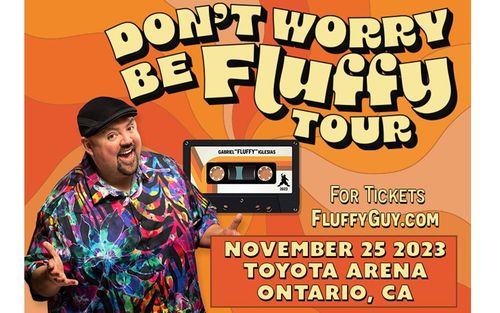 DON'T WORRY
BE Fluffy
TOUR
GABRIEL "FLUFFY" IGLESIAS
2023
FOR TICKETS
FLUFFYGUY.COM
NOVEMBER 25 2023
TOYOTA ARENA
ONTARIO, CA